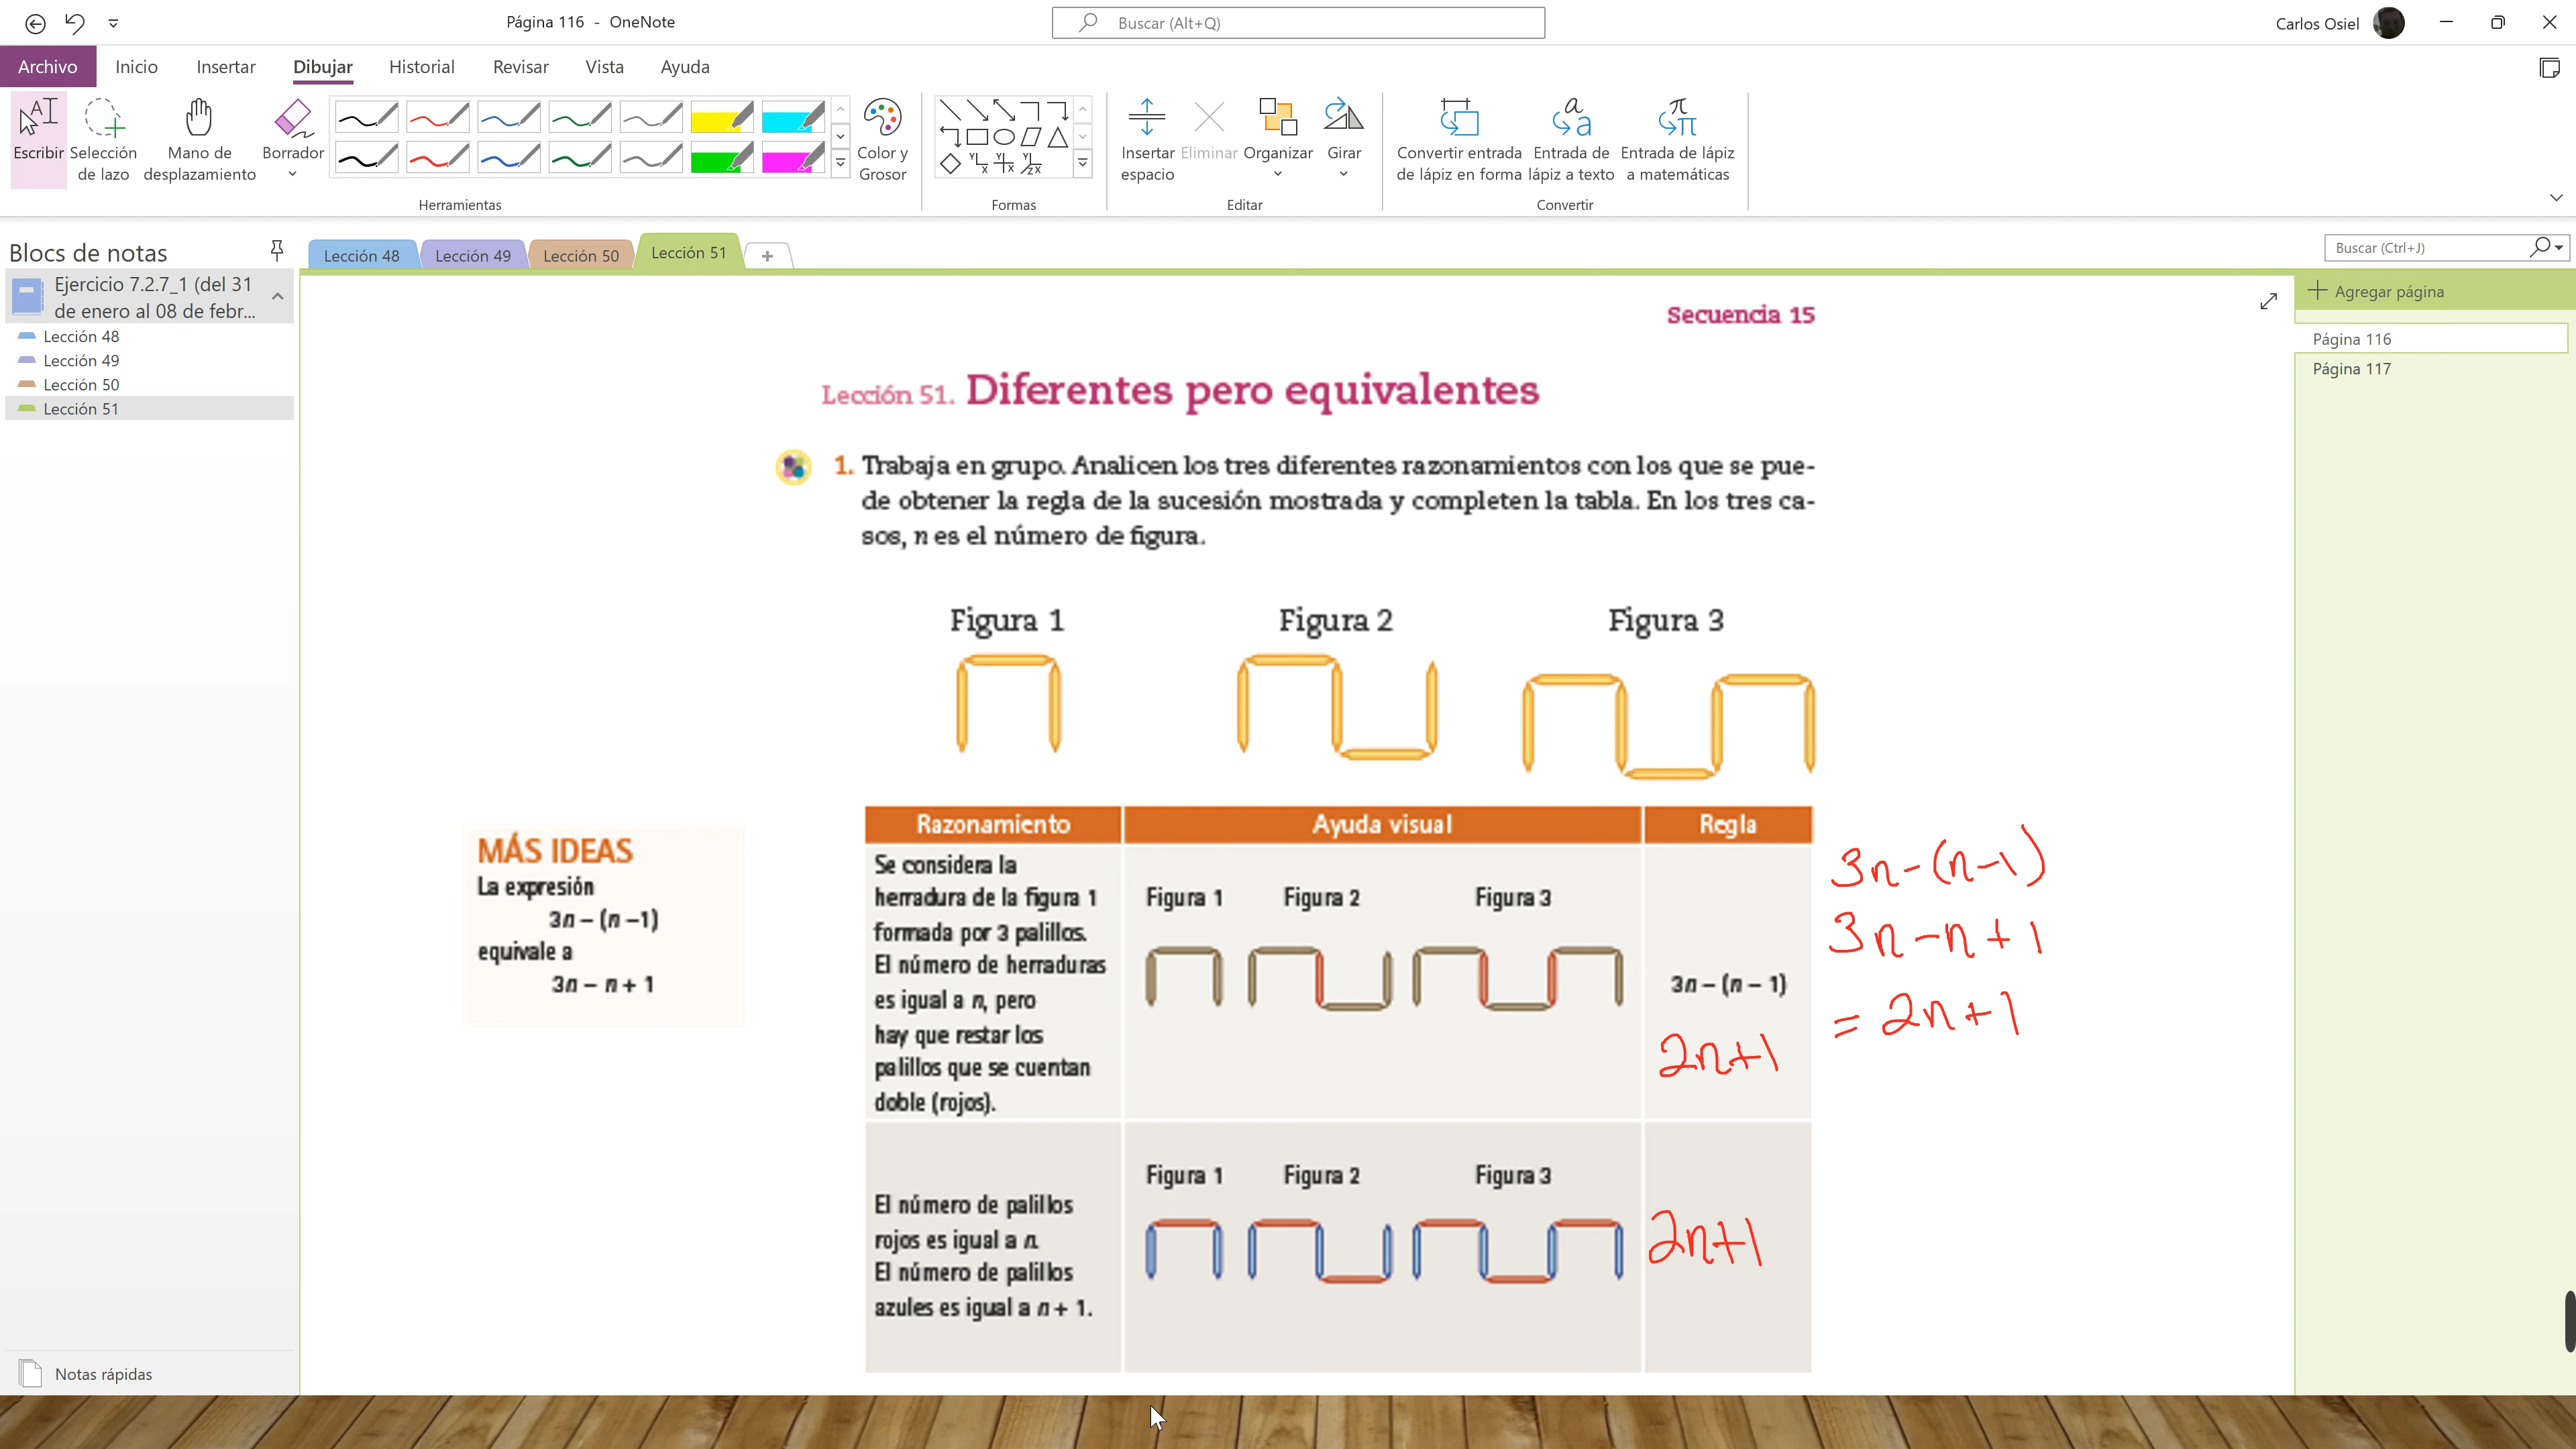 Página 116 - OneNote
Buscar (Alt+Q)
Carlos Osiel
Archivo
Inicio
Insertar
Dibujar
Historial
Revisar
Vista
Ayuda
Escribir
Selección de lazo
Mano de desplazamiento
Borrador
Color y Grosor
Insertar espacio
Eliminar
Organizar
Girar
Convertir entrada de lápiz en forma
Entrada de lápiz a texto
Entrada de lápiz a matemáticas
Herramientas
Formas
Editar
Convertir
Blocs de notas
Lección 48
Lección 49
Lección 50
Lección 51
Buscar (Ctrl+J)
Ejercicio 7.2.7_1 (del 31
de enero al 08 de febr...
Lección 48
Lección 49
Lección 50
Lección 51
Notas rápidas
Agregar página
Página 116
Página 117
Secuencia 15
Lección 51. Diferentes pero equivalentes
1. Trabaja en grupo. Analicen los tres diferentes razonamientos con los que se pue-
de obtener la regla de la sucesión mostrada y completen la tabla. En los tres ca-
sos, n es el número de figura.
Figura 1
Figura 2
Figura 3
MÁS IDEAS
La expresión
3n – (n –1)
equivale a
3n – n + 1
Razonamiento
Ayuda visual
Regla
Se considera la
herradura de la figura 1
formada por 3 palillos.
El número de herraduras
es igual a n, pero
hay que restar los
palillos que se cuentan
doble (rojos).
Figura 1
Figura 2
Figura 3
3n – (n – 1)
2n+1
3n-(n-1)
3n-n+1
= 2n+1
El número de palillos
rojos es igual a n.
El número de palillos
azules es igual a n + 1.
Figura 1
Figura 2
Figura 3
2n+1